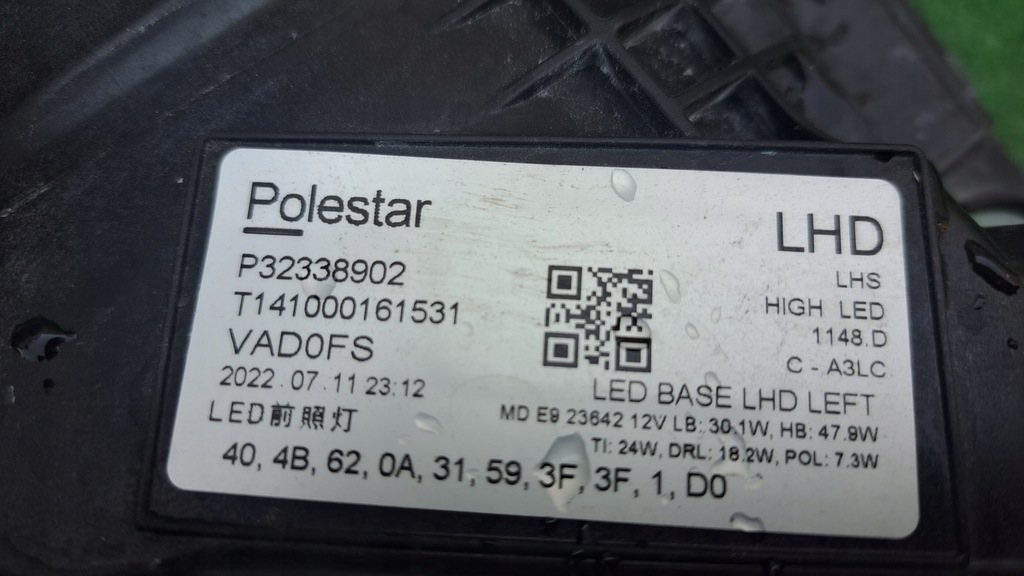 Polestar
LHD
P32338902
LHS
T141000161531
HIGH LED
VAD0FS
1148.D
2022.07.11 23:12
C - A3LC
LED前照灯
LED BASE LHD LEFT
MD E9 23642 12V LB: 30.1W, HB: 47.9W
TI: 24W, DRL: 18.2W, POL: 7.3W
40, 4B, 62, 0A, 31, 59, 3F, 3F, 1, D0